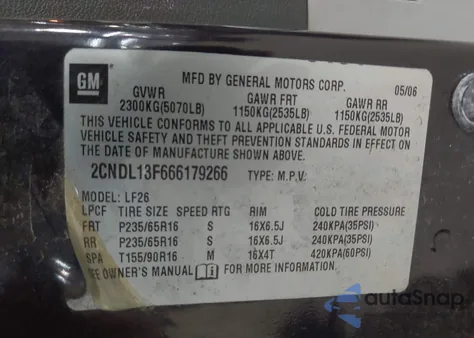 GM
MFD BY GENERAL MOTORS CORP. 05/06
GVWR GAWR FRT GAWR RR
2300KG(5070LB) 1150KG(2535LB) 1150KG(2535LB)
THIS VEHICLE CONFORMS TO ALL APPLICABLE U.S. FEDERAL MOTOR
VEHICLE SAFETY AND THEFT PREVENTION STANDARDS IN EFFECT ON
THE DATE OF MANUFACTURE SHOWN ABOVE.
2CNDL13F666179266 TYPE: M.P.V.
MODEL: LF26
LPCF TIRE SIZE SPEED RTG RIM COLD TIRE PRESSURE
FRT P235/65R16 S 16X6.5J 240KPA(35PSI)
RR P235/65R16 S 16X6.5J 240KPA(35PSI)
SPA T155/90R16 M 16X4T 420KPA(60PSI)
EE OWNER'S MANUAL FOR MORE INFORMATION
autoSnap